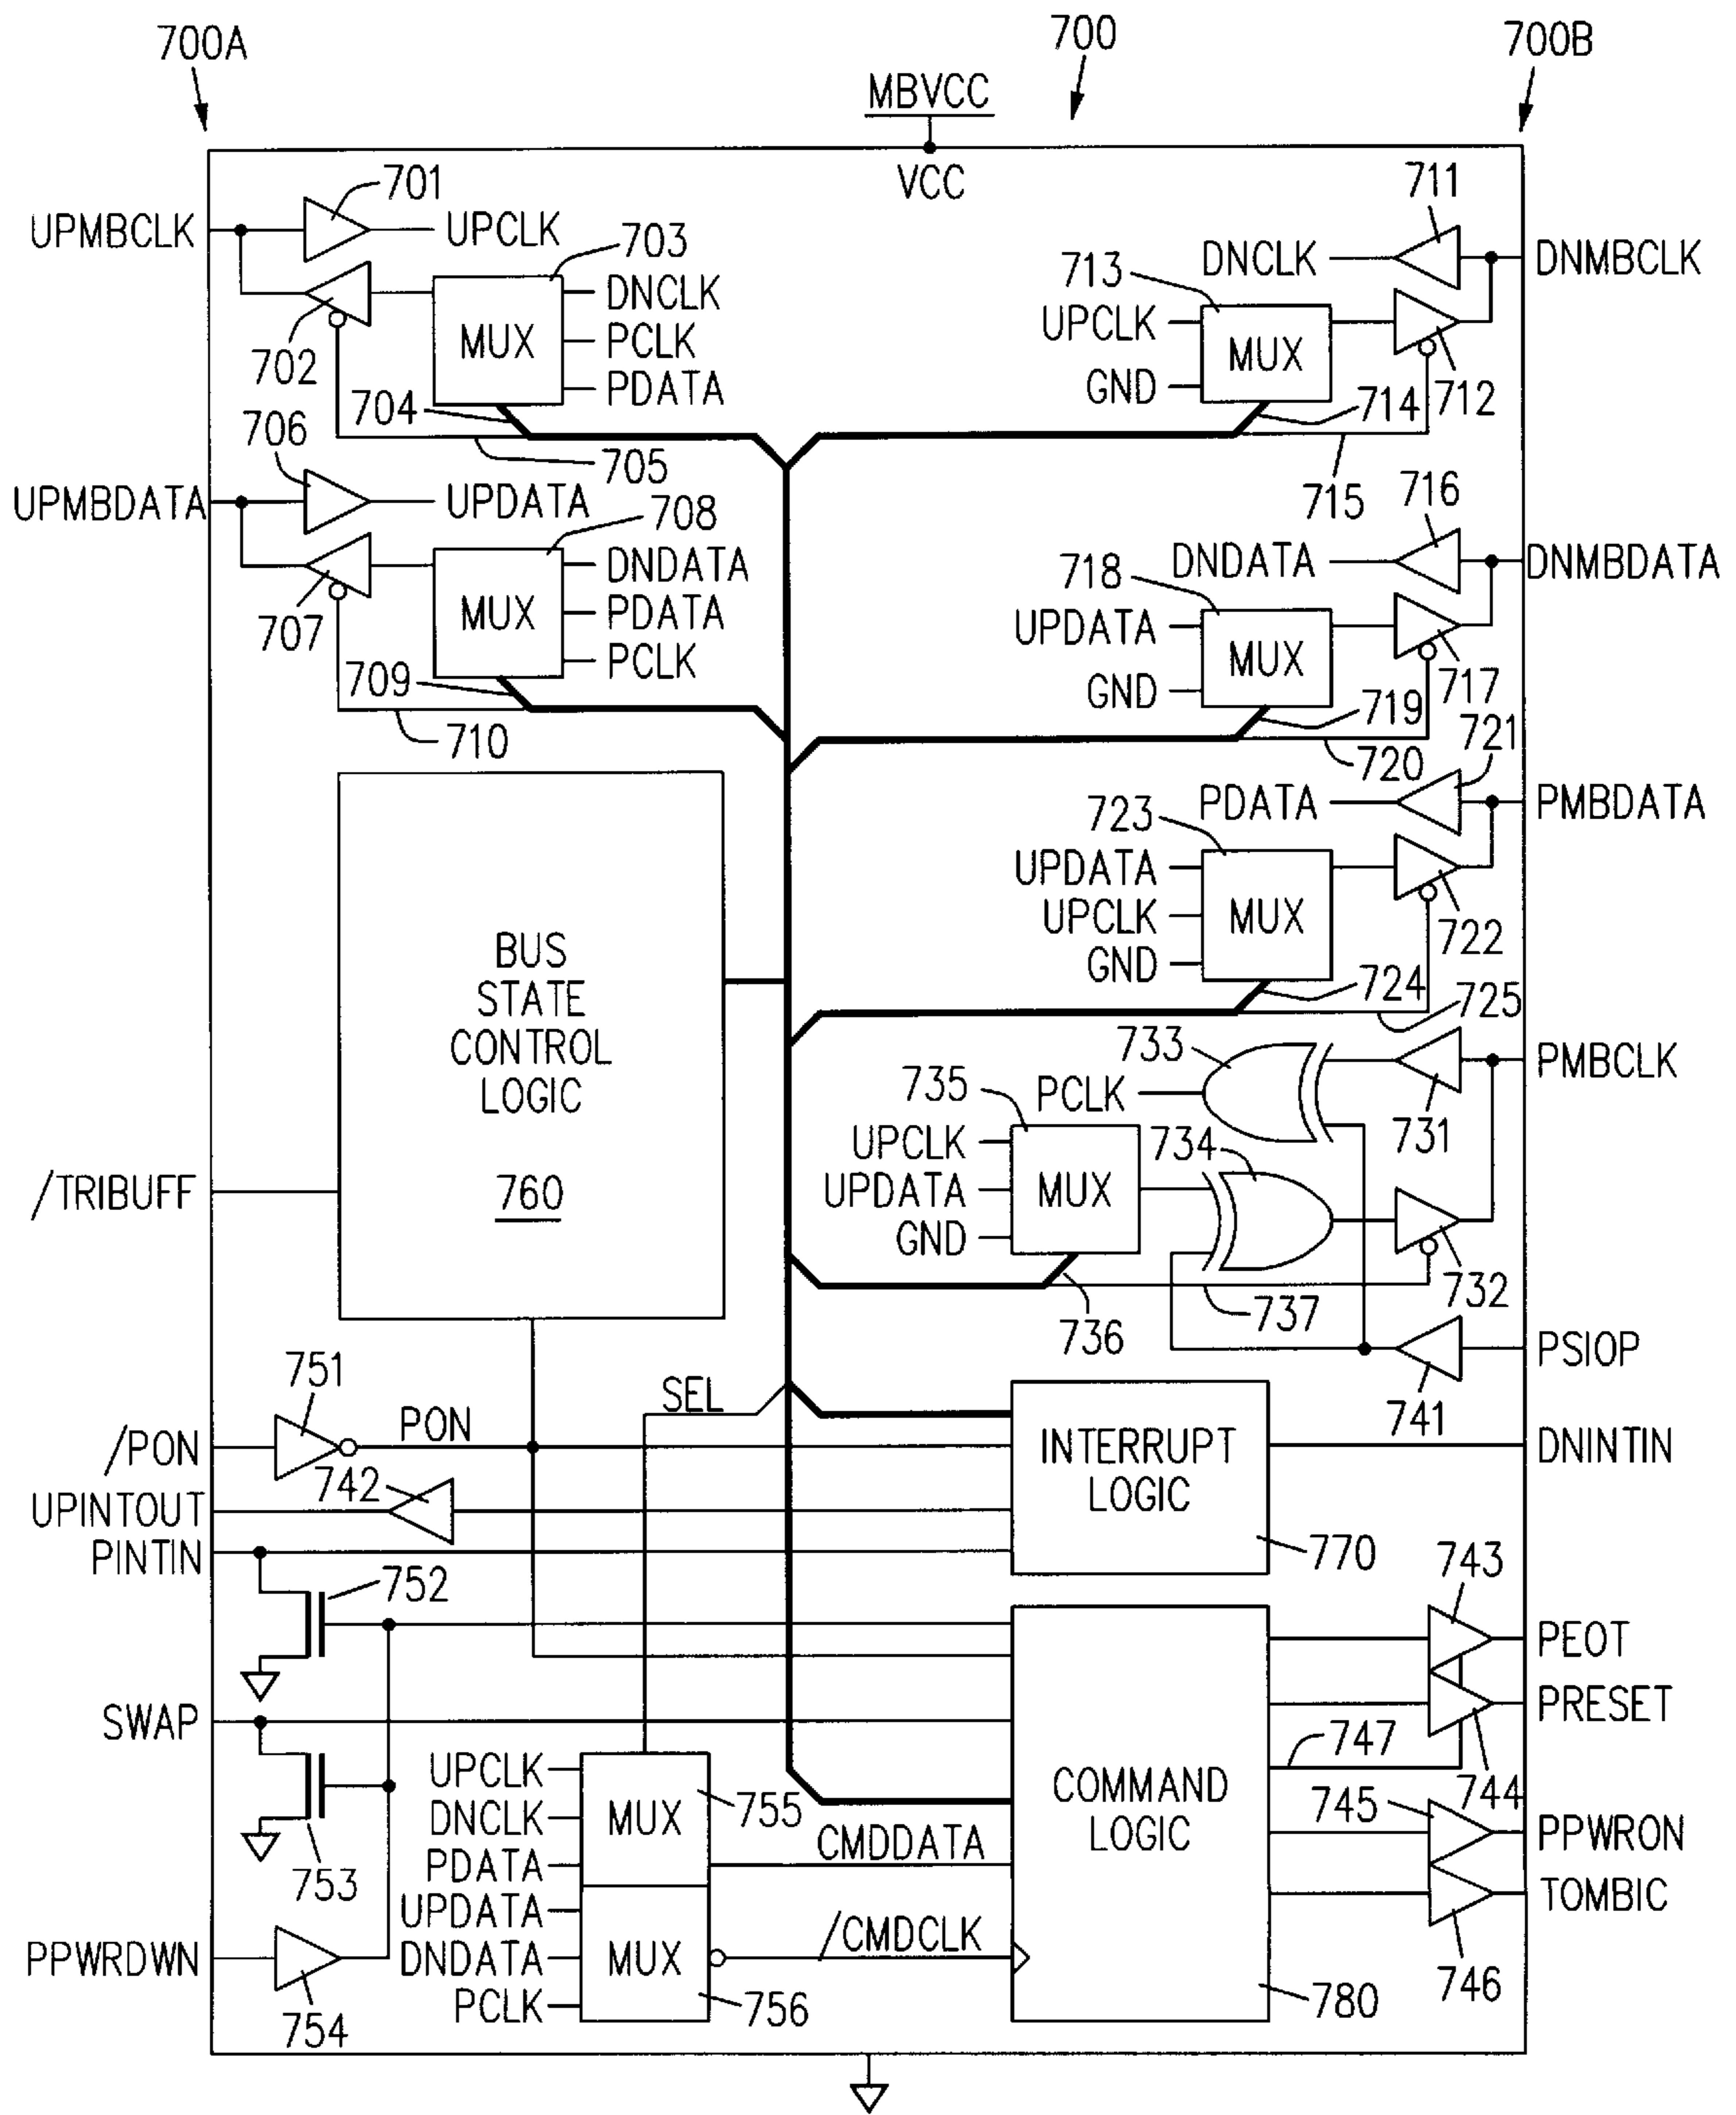 700A
700
700B
MBVCC
VCC
UPMBCLK
701
UPCLK
703
702
MUX
DNCLK
PCLK
PDATA
704
705
706
UPMBDATA
UPDATA
708
707
MUX
DNDATA
PDATA
PCLK
709
710
711
DNCLK
DNMBCLK
713
UPCLK
GND
MUX
712
714
715
716
DNDATA
DNMBDATA
718
UPDATA
GND
MUX
717
719
720
721
PDATA
PMBDATA
723
UPDATA
UPCLK
GND
MUX
722
724
725
733
PCLK
PMBCLK
731
735
734
UPCLK
UPDATA
GND
MUX
732
736
737
PSIOP
741
BUS
STATE
CONTROL
LOGIC
760
/TRIBUFF
751
PON
/PON
SEL
742
UPINTOUT
PINTIN
752
INTERRUPT
LOGIC
DNINTIN
770
743
PEOT
PRESET
SWAP
747
744
753
UPCLK
DNCLK
PDATA
MUX
755
CMDDATA
COMMAND
LOGIC
745
PPWRON
TOMBIC
UPDATA
DNDATA
PCLK
MUX
756
/CMDCLK
PPWRDWN
754
780
746